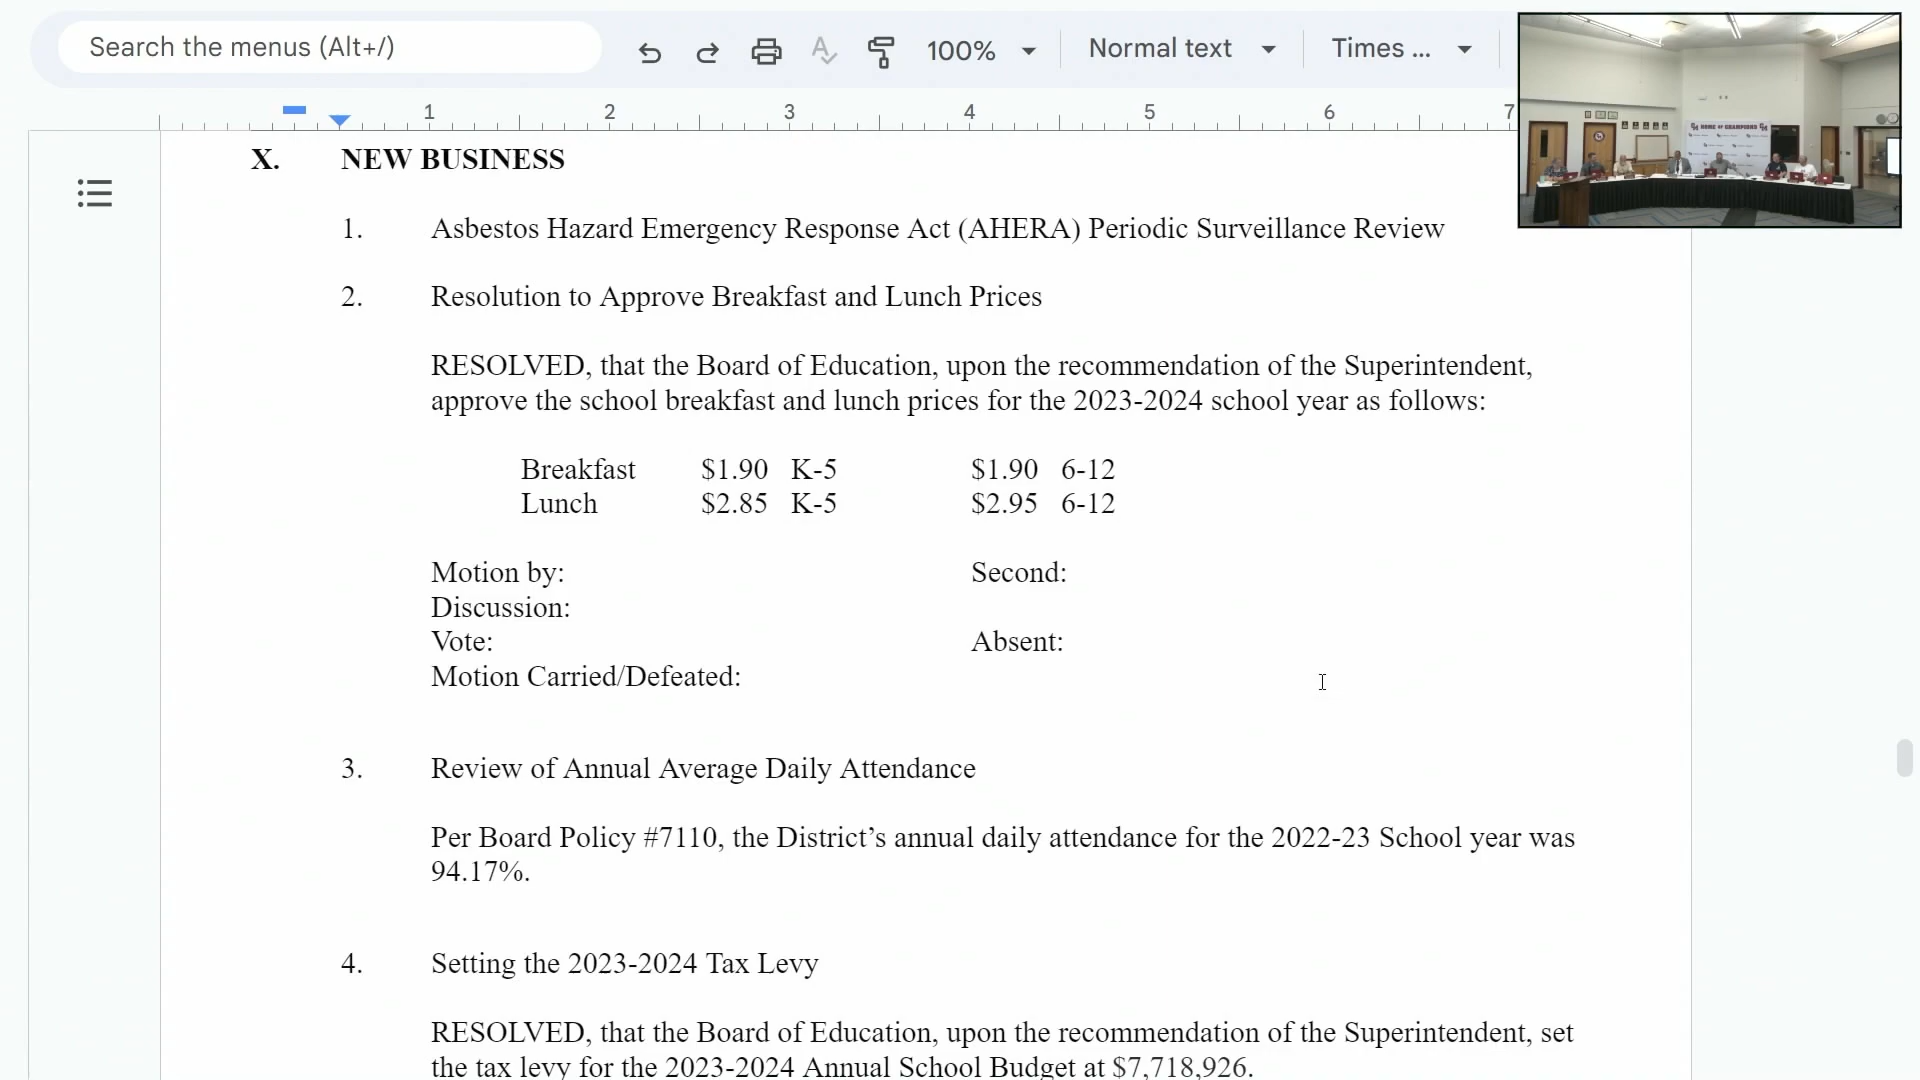 Search the menus (Alt+/)
100%
Normal text
Times ...
1 2 3 4 5 6 7
HOME OF CHAMPIONS
X. NEW BUSINESS
1. Asbestos Hazard Emergency Response Act (AHERA) Periodic Surveillance Review
2. Resolution to Approve Breakfast and Lunch Prices
RESOLVED, that the Board of Education, upon the recommendation of the Superintendent,
approve the school breakfast and lunch prices for the 2023-2024 school year as follows:
Breakfast $1.90 K-5 $1.90 6-12
Lunch $2.85 K-5 $2.95 6-12
Motion by: Second:
Discussion:
Vote: Absent:
Motion Carried/Defeated:
3. Review of Annual Average Daily Attendance
Per Board Policy #7110, the District’s annual daily attendance for the 2022-23 School year was
94.17%.
4. Setting the 2023-2024 Tax Levy
RESOLVED, that the Board of Education, upon the recommendation of the Superintendent, set
the tax levy for the 2023-2024 Annual School Budget at $7,718,926.